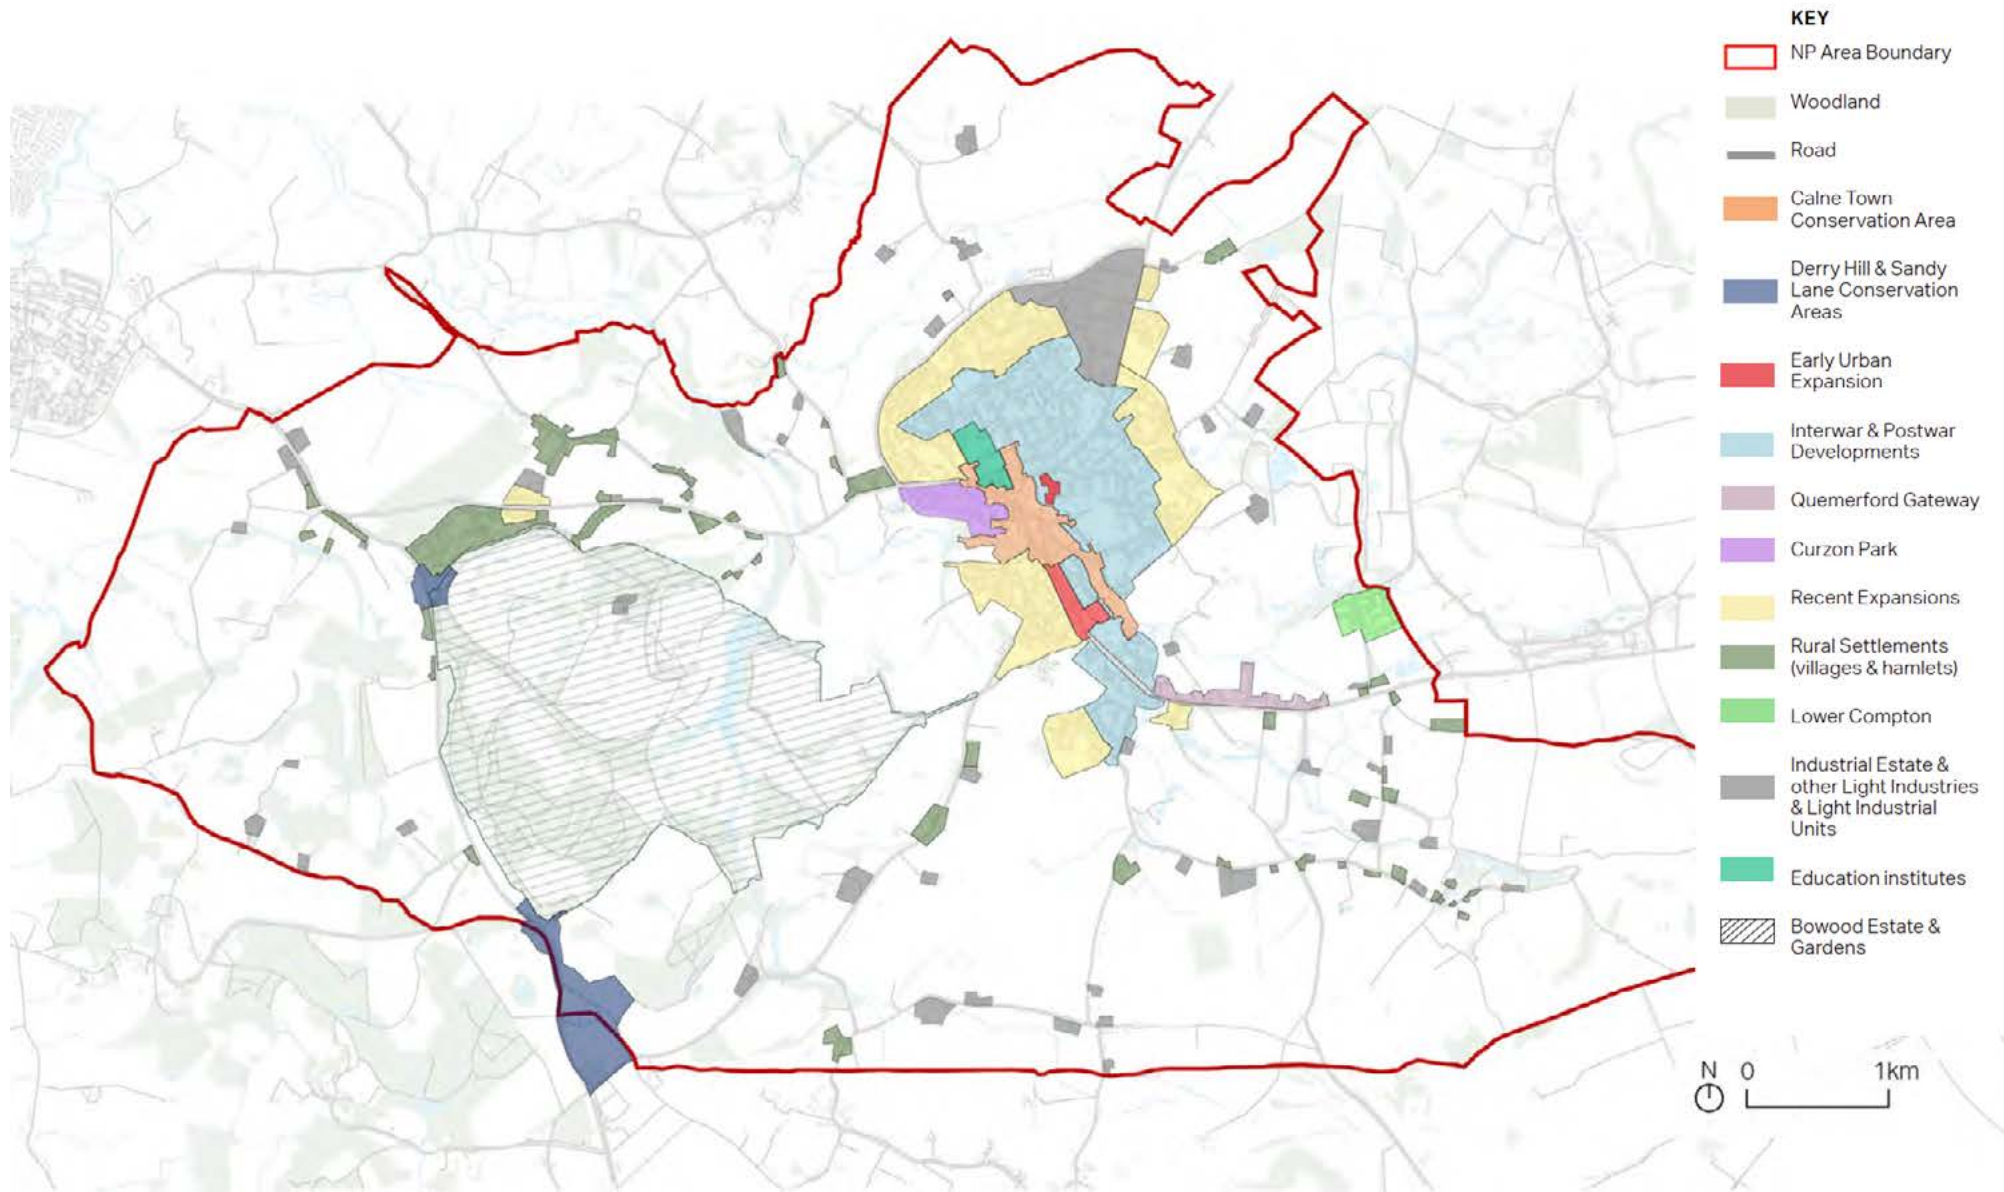 KEY
NP Area Boundary
Woodland
Road
Calne Town
Conservation Area
Derry Hill & Sandy
Lane Conservation
Areas
Early Urban
Expansion
Interwar & Postwar
Developments
Quemerford Gateway
Curzon Park
Recent Expansions
Rural Settlements
(villages & hamlets)
Lower Compton
Industrial Estate &
other Light Industries
& Light Industrial
Units
Education institutes
Bowood Estate &
Gardens
N 0 1km